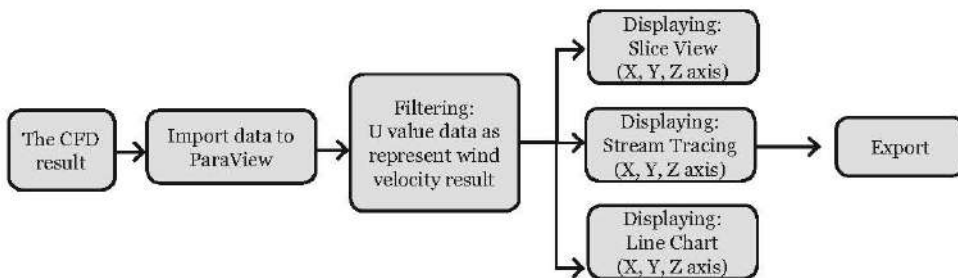 The CFD
result
Import data to
ParaView
Filtering:
U value data as
represent wind
velocity result
Displaying:
Slice View
(X, Y, Z axis)
Displaying:
Stream Tracing
(X, Y, Z axis)
Displaying:
Line Chart
(X, Y, Z axis)
Export